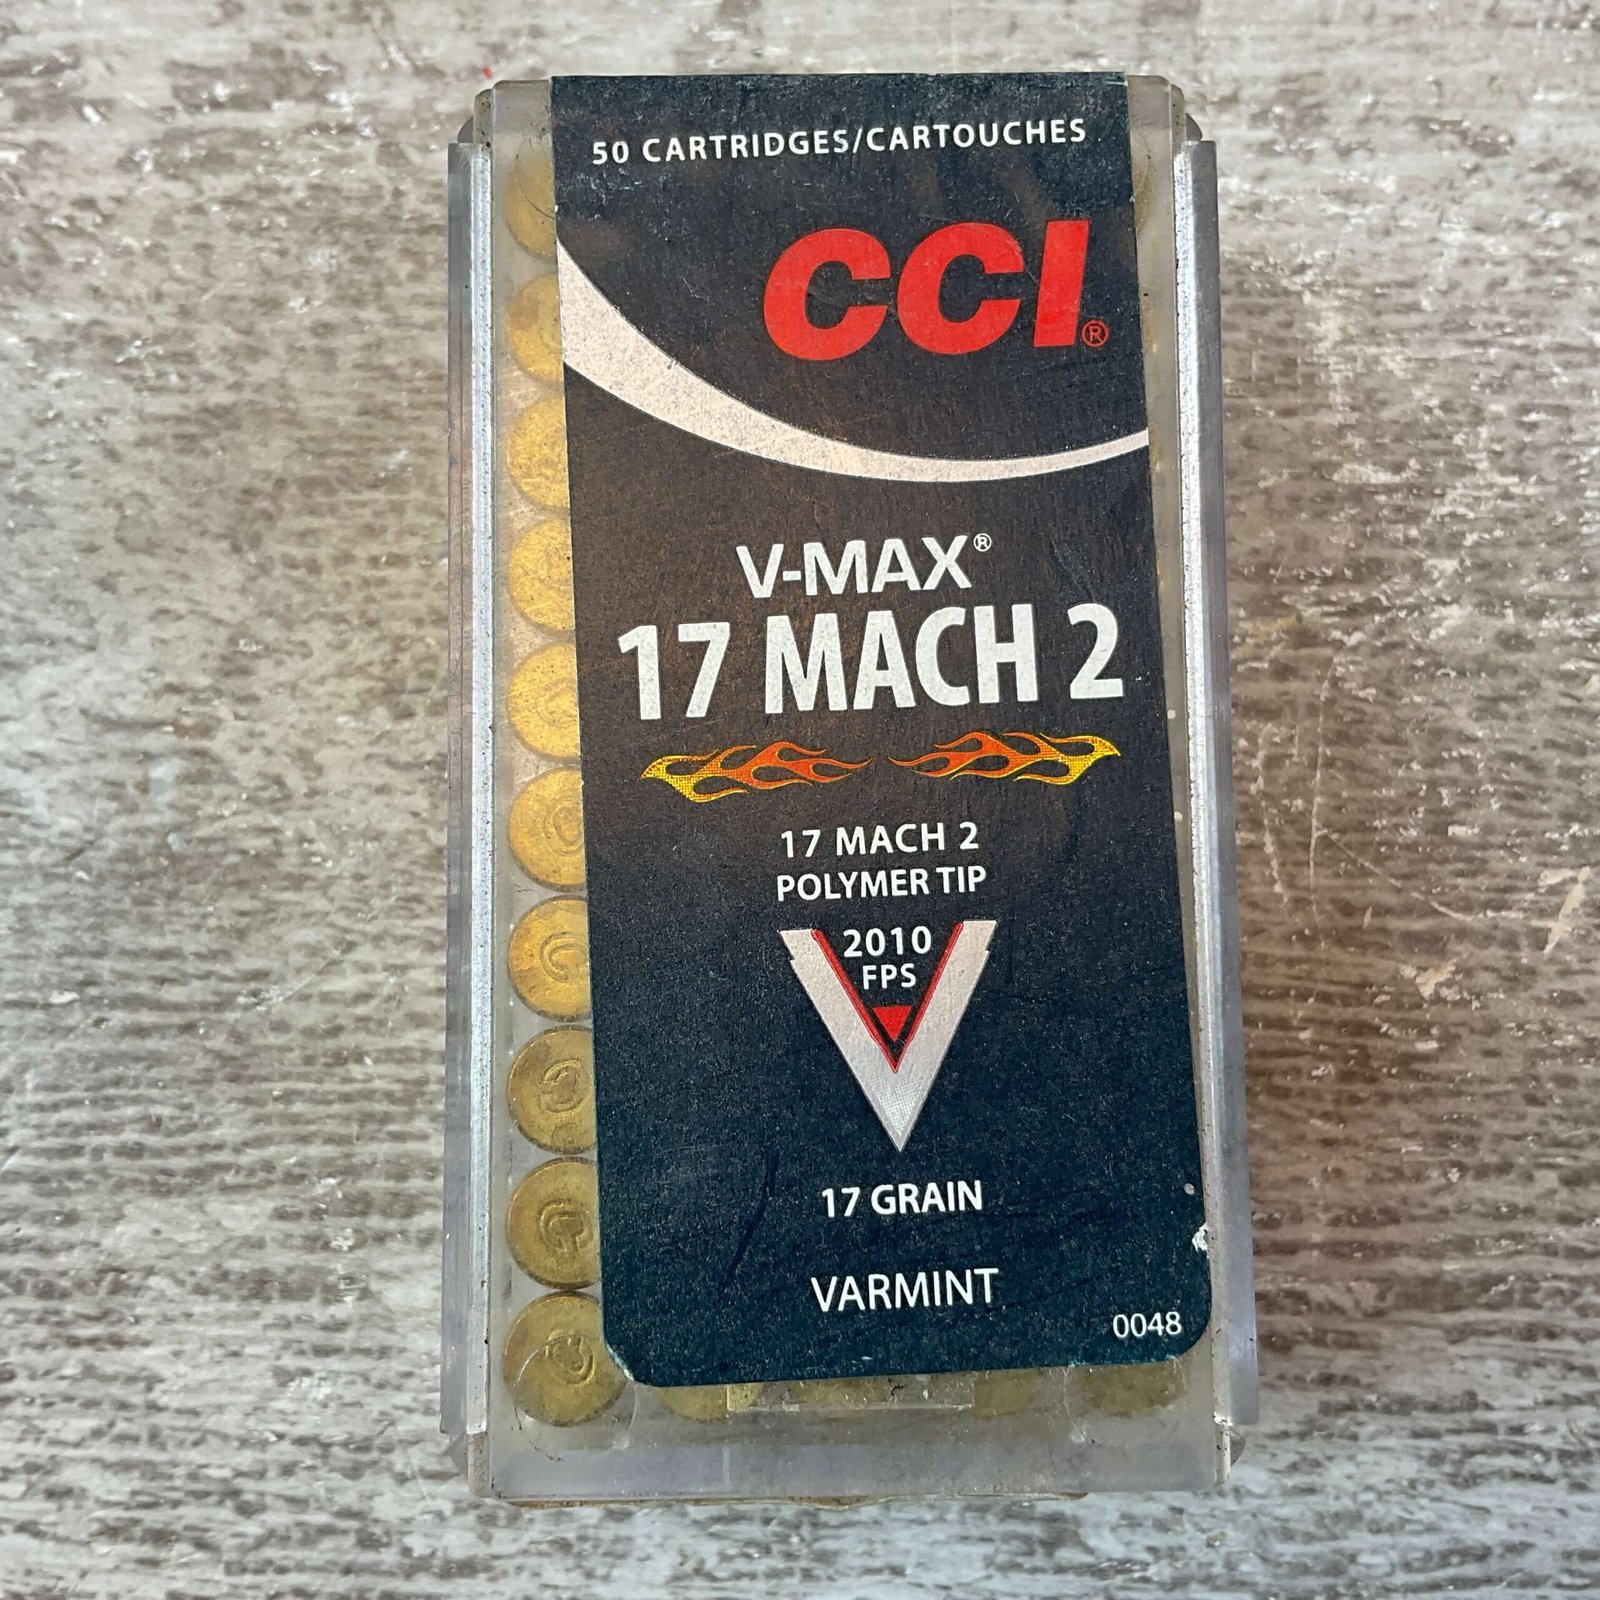 50 CARTRIDGES/CARTOUCHES
CCI®
V-MAX®
17 MACH 2
17 MACH 2
POLYMER TIP
2010
FPS
17 GRAIN
VARMINT
0048
C
C
C
C
C